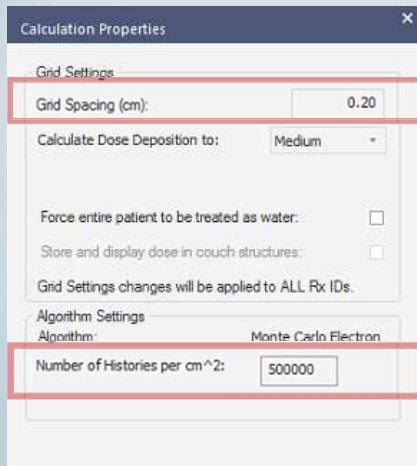 Calculation Properties
Grid Settings
Grid Spacing (cm): 0.20
Calculate Dose Deposition to: Medium
Force entire patient to be treated as water:
Store and display dose in couch structures:
Grid Settings changes will be applied to ALL Rx IDs.
Algorithm Settings
Algorithm: Monte Carlo Electron
Number of Histories per cm^2: 500000